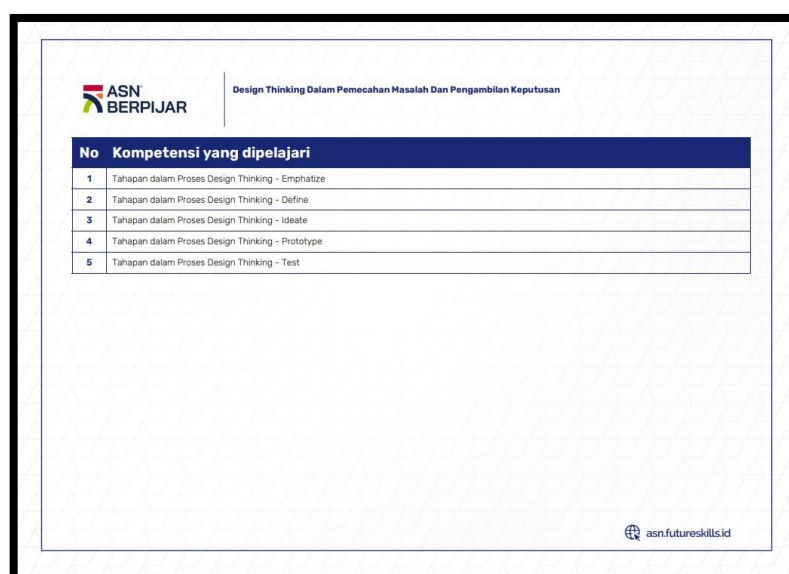 ASN
BERPIJAR
Design Thinking Dalam Pemecahan Masalah Dan Pengambilan Keputusan
No Kompetensi yang dipelajari
1 Tahapan dalam Proses Design Thinking - Emphatize
2 Tahapan dalam Proses Design Thinking - Define
3 Tahapan dalam Proses Design Thinking - Ideate
4 Tahapan dalam Proses Design Thinking - Prototype
5 Tahapan dalam Proses Design Thinking - Test
asn.futureskills.id